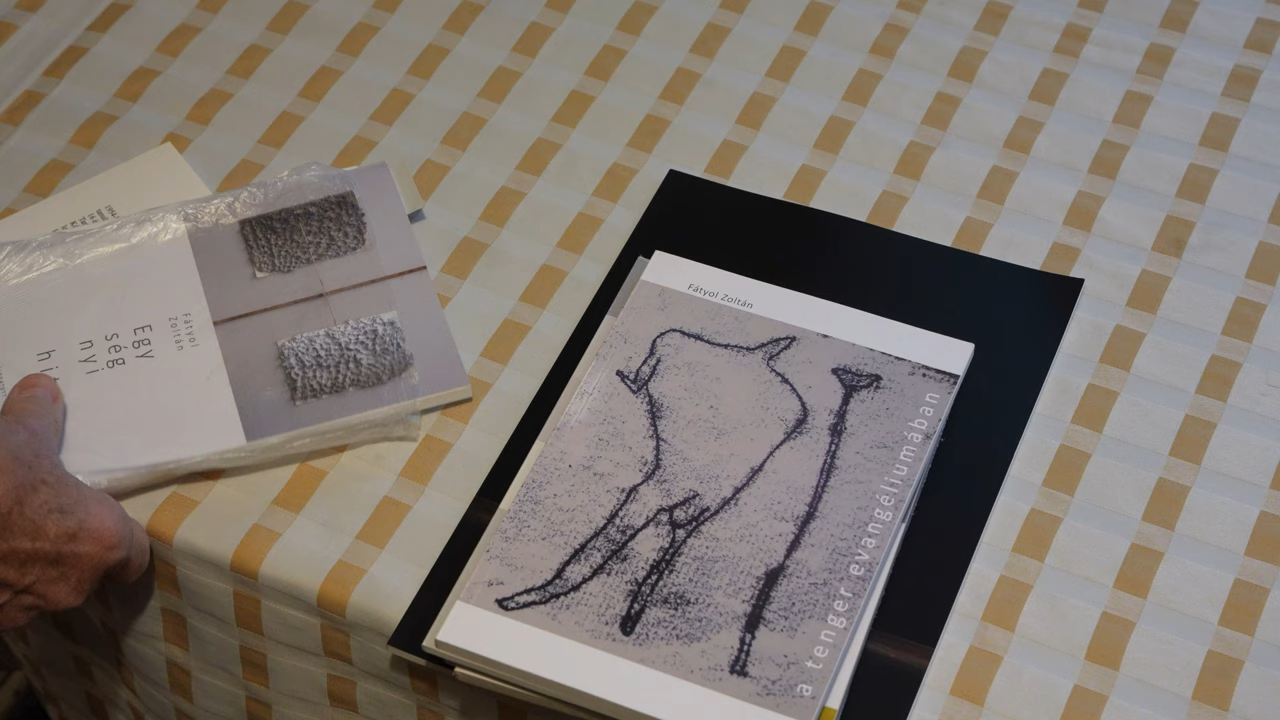 Fátyol
Zoltán
Egy
ség
nyi
Fátyol Zoltán
a tenger evangéliumában